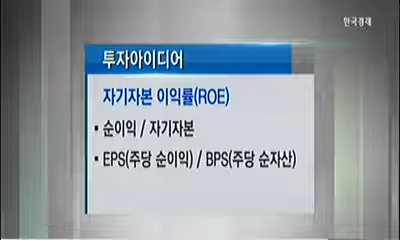 한국경제
투자아이디어
자기자본 이익률(ROE)
▪ 순이익 / 자기자본
▪ EPS(주당 순이익) / BPS(주당 순자산)